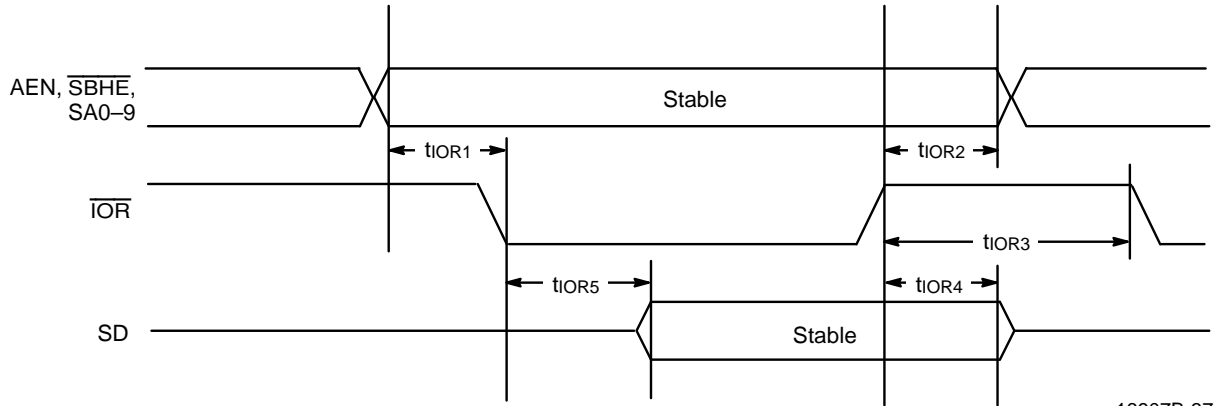 AEN, SBHE,
SA0–9
Stable
tIOR1
tIOR2
IOR
tIOR3
tIOR5
tIOR4
SD
Stable